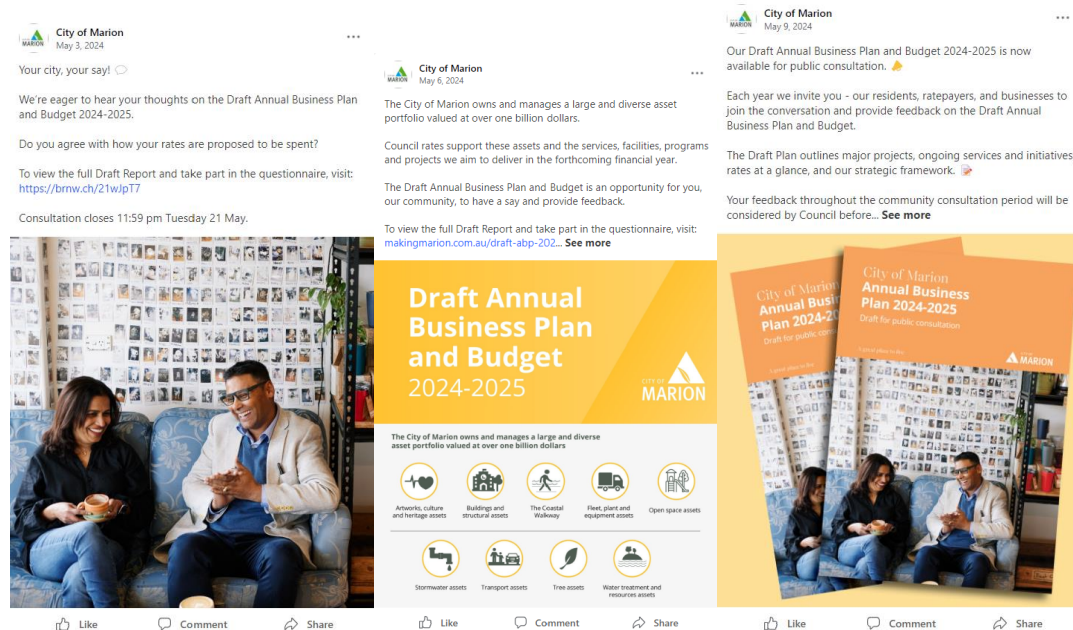 City of Marion
May 3, 2024
Your city, your say!
We're eager to hear your thoughts on the Draft Annual Business Plan
and Budget 2024-2025.
Do you agree with how your rates are proposed to be spent?
To view the full Draft Report and take part in the questionnaire, visit:
https://brnw.ch/21wJpT7
Consultation closes 11:59 pm Tuesday 21 May.
Like
Comment
Share
City of Marion
May 6, 2024
The City of Marion owns and manages a large and diverse asset
portfolio valued at over one billion dollars.
Council rates support these assets and the services, facilities, programs
and projects we aim to deliver in the forthcoming financial year.
The Draft Annual Business Plan and Budget is an opportunity for you,
our community, to have a say and provide feedback.
To view the full Draft Report and take part in the questionnaire, visit:
makingmarion.com.au/draft-abp-202... See more
Draft Annual
Business Plan
and Budget
2024-2025
CITY OF
MARION
The City of Marion owns and manages a large and diverse
asset portfolio valued at over one billion dollars
Artworks, culture
and heritage assets
Buildings and
structural assets
The Coastal
Walkway
Fleet, plant and
equipment assets
Open space assets
Stormwater assets
Transport assets
Tree assets
Water treatment and
resources assets
Like
Comment
Share
City of Marion
May 9, 2024
Our Draft Annual Business Plan and Budget 2024-2025 is now
available for public consultation.
Each year we invite you - our residents, ratepayers, and businesses to
join the conversation and provide feedback on the Draft Annual
Business Plan and Budget.
The Draft Plan outlines major projects, ongoing services and initiatives
rates at a glance, and our strategic framework.
Your feedback throughout the community consultation period will be
considered by Council before... See more
City of Marion
Annual Busi
Plan 2024-20
Draft for public con
City of Marion
Annual Business
Plan 2024-2025
Draft for public consultation
MARION
Like
Comment
Share